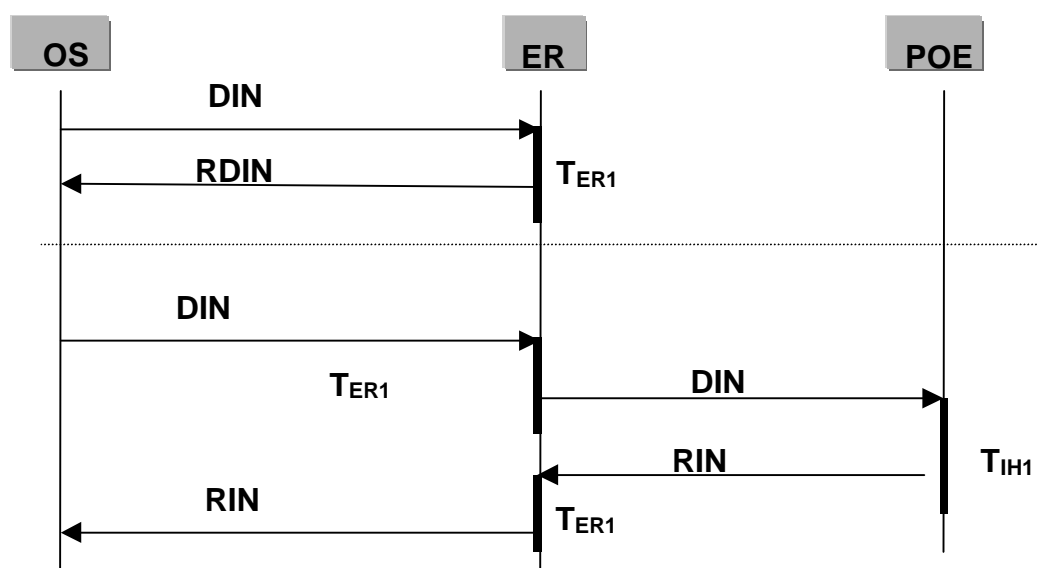 OS
ER
POE
DIN
RDIN
TER1
DIN
TER1
DIN
RIN
TIH1
RIN
TER1